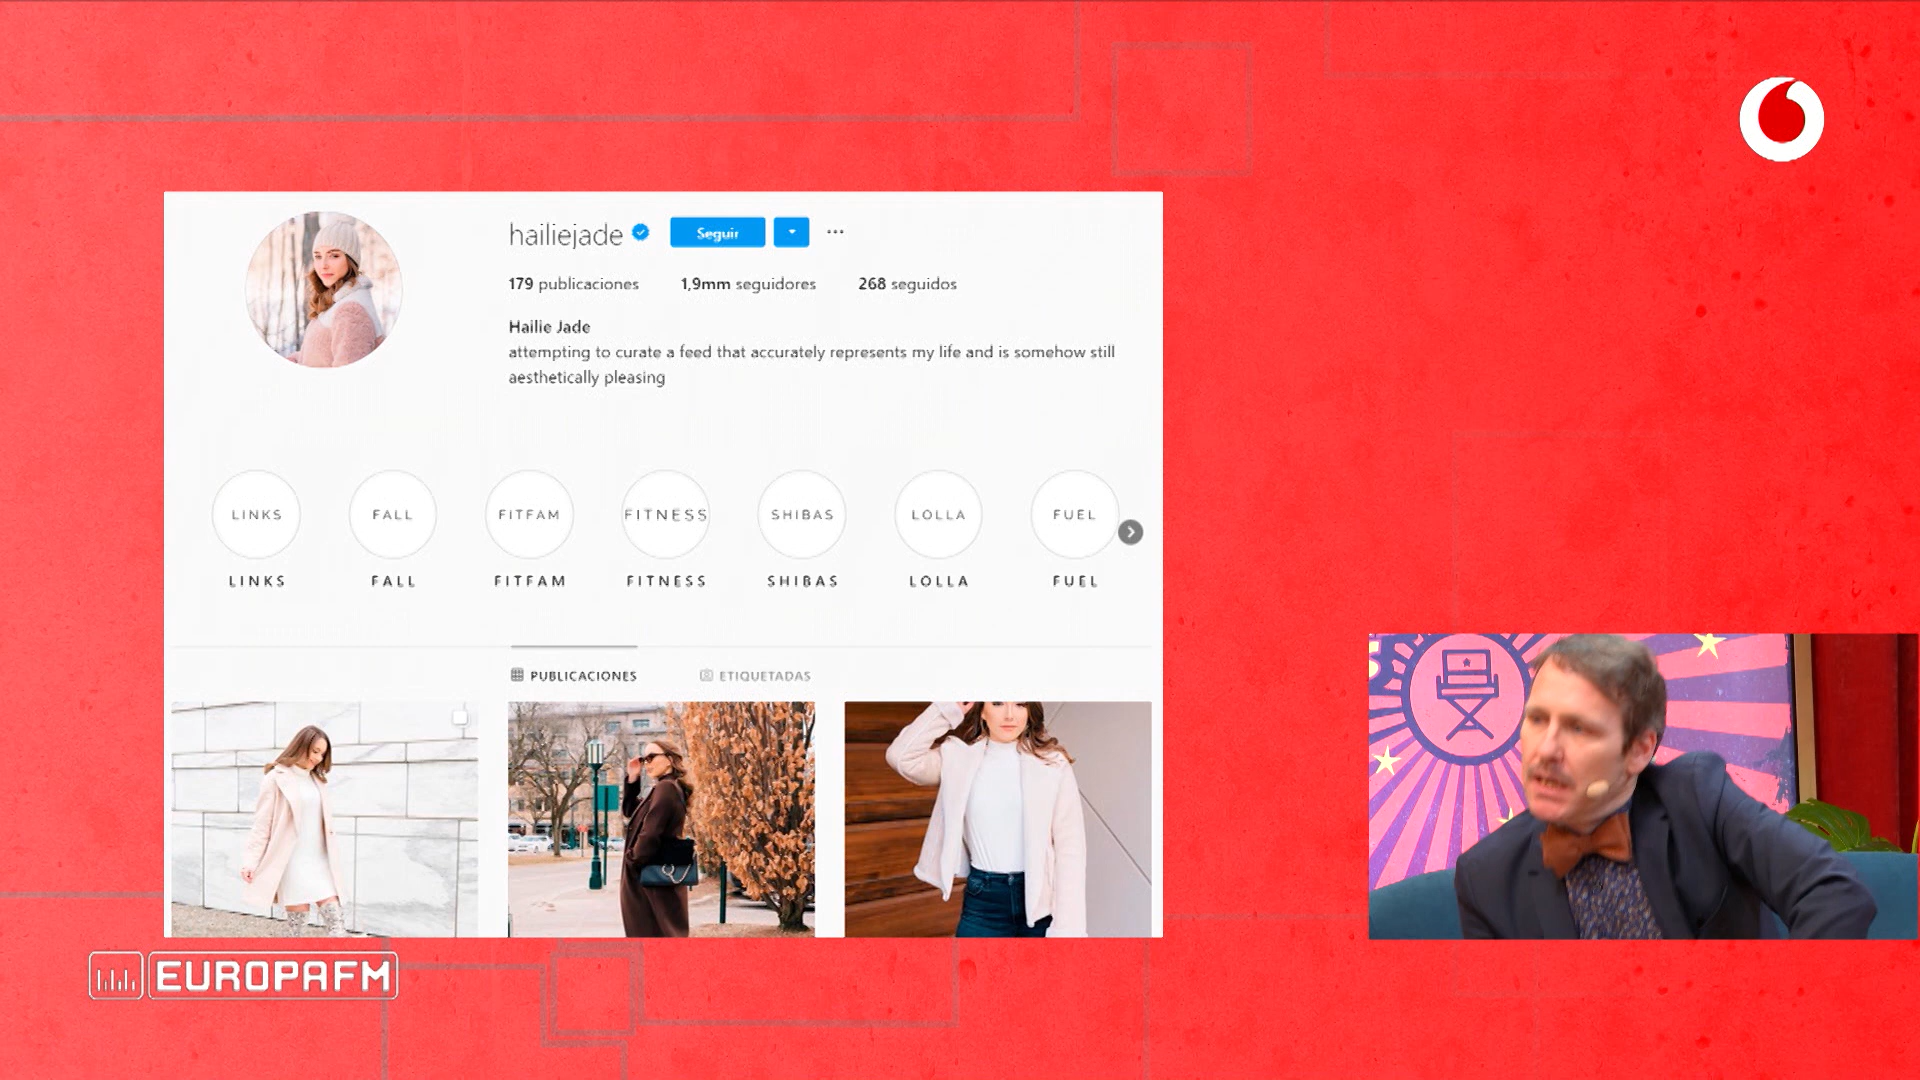 hailiejade
Seguir
179 publicaciones 1,9mm seguidores 268 seguidos
Hailie Jade
attempting to curate a feed that accurately represents my life and is somehow still
aesthetically pleasing
LINKS FALL FITFAM FITNESS SHIBAS LOLLA FUEL
LINKS FALL FITFAM FITNESS SHIBAS LOLLA FUEL
PUBLICACIONES ETIQUETADAS
EUROPAFM